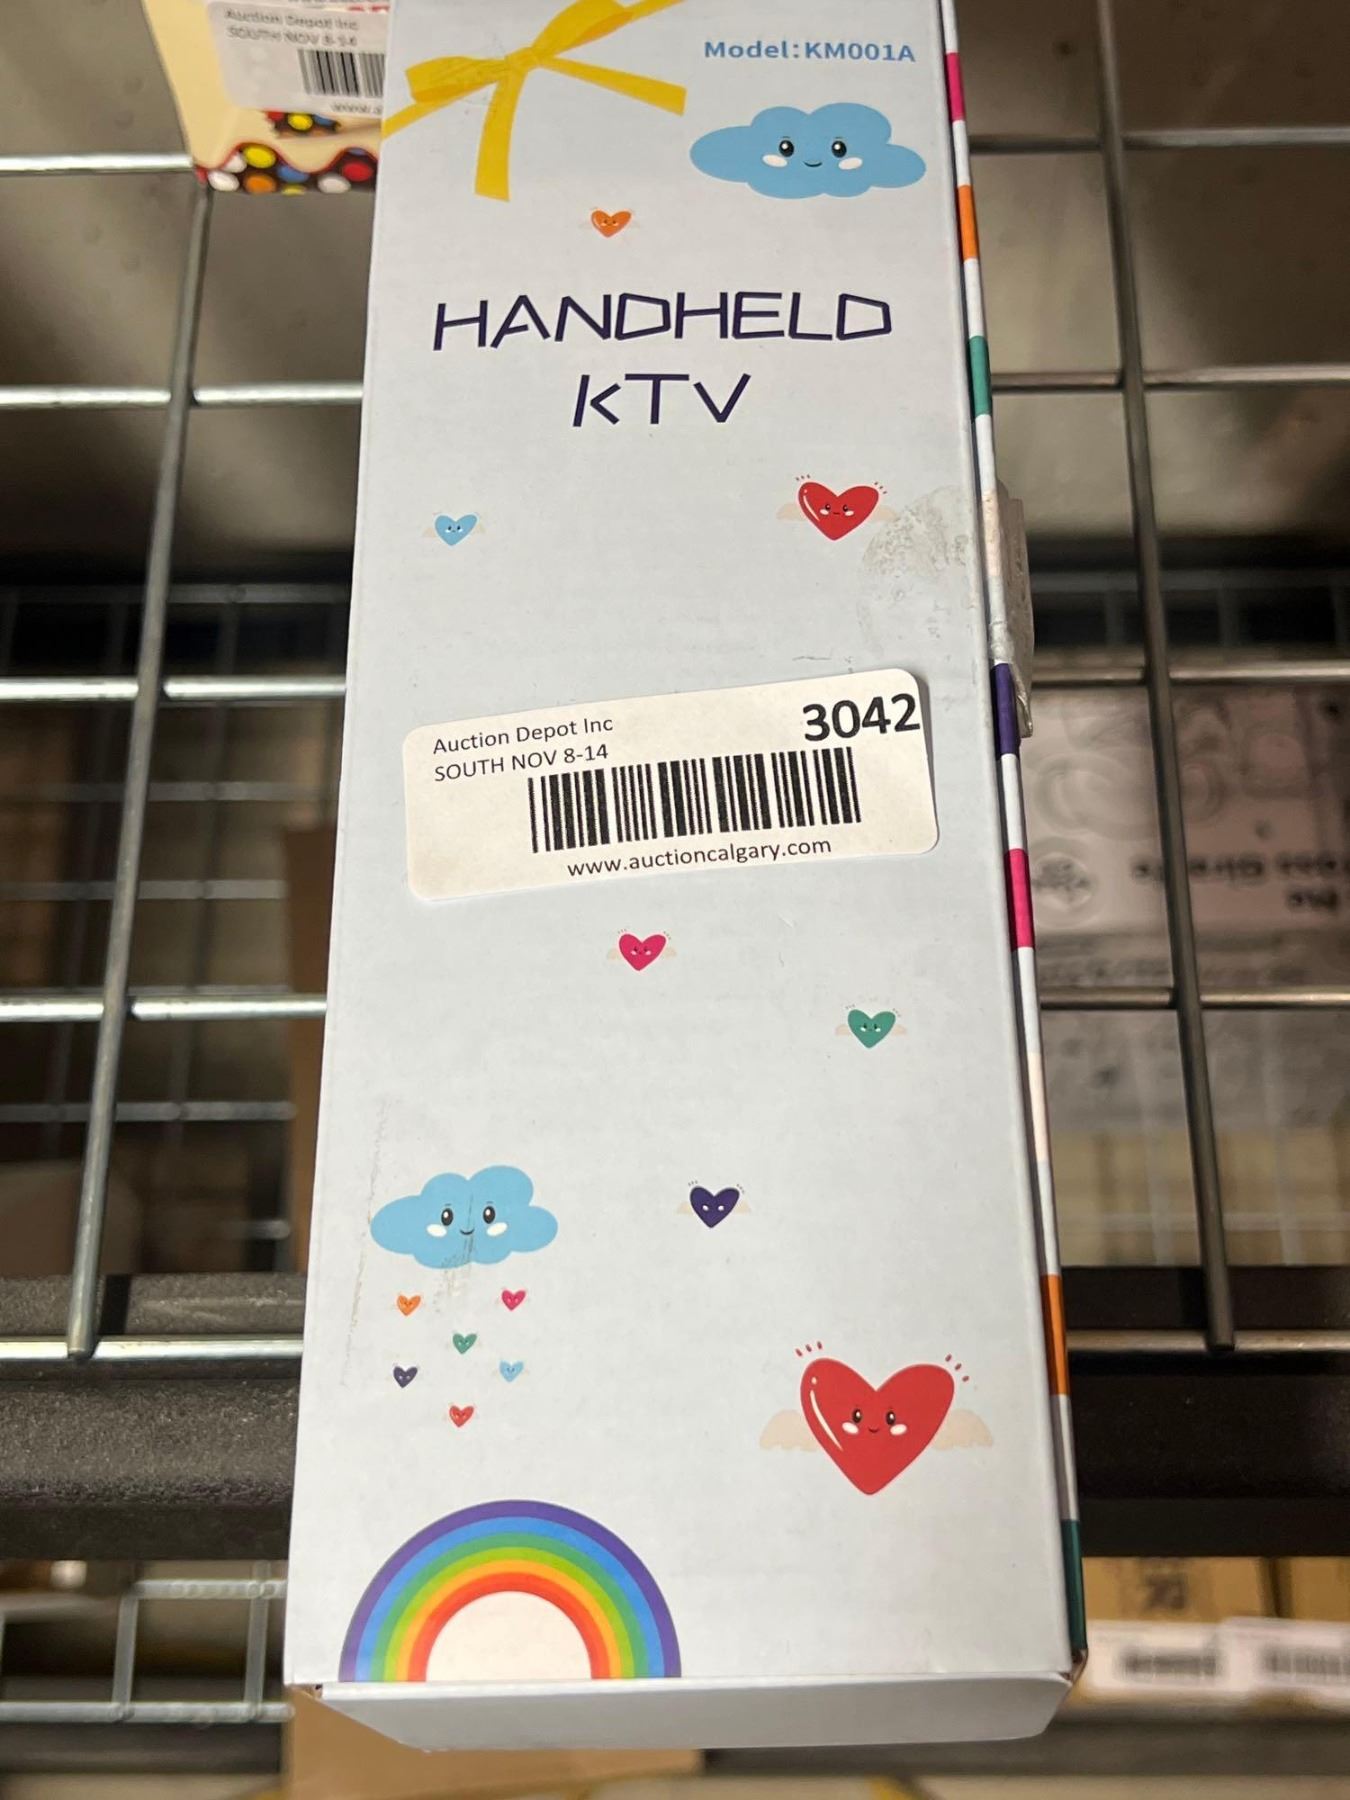 Auction Depot Inc
SOUTH NOV 8-14
Model:KM001A
HANDHELD
KTV
Auction Depot Inc
3042
SOUTH NOV 8-14
www.auctioncalgary.com